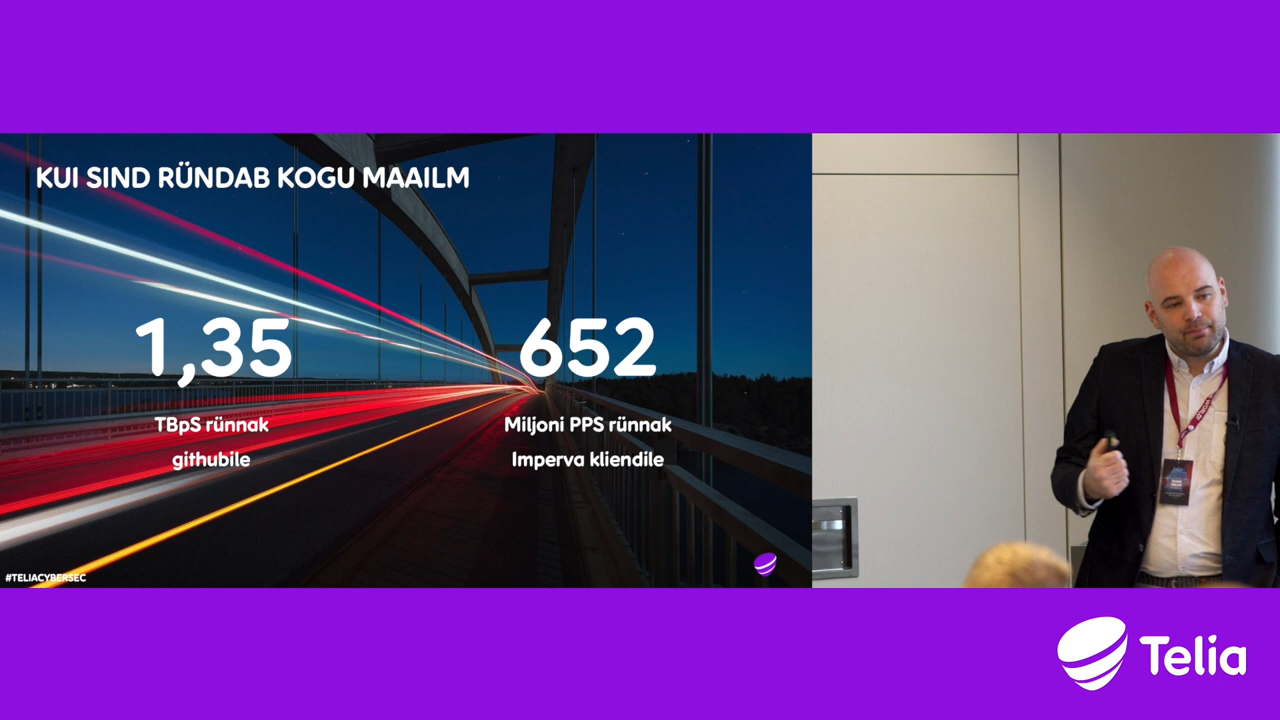 KUI SIND RÜNDAB KOGU MAAILM
1,35
TBpS rünnak
githubile
652
Miljoni PPS rünnak
Imperva kliendile
#TELIACYBERSEC
Telia